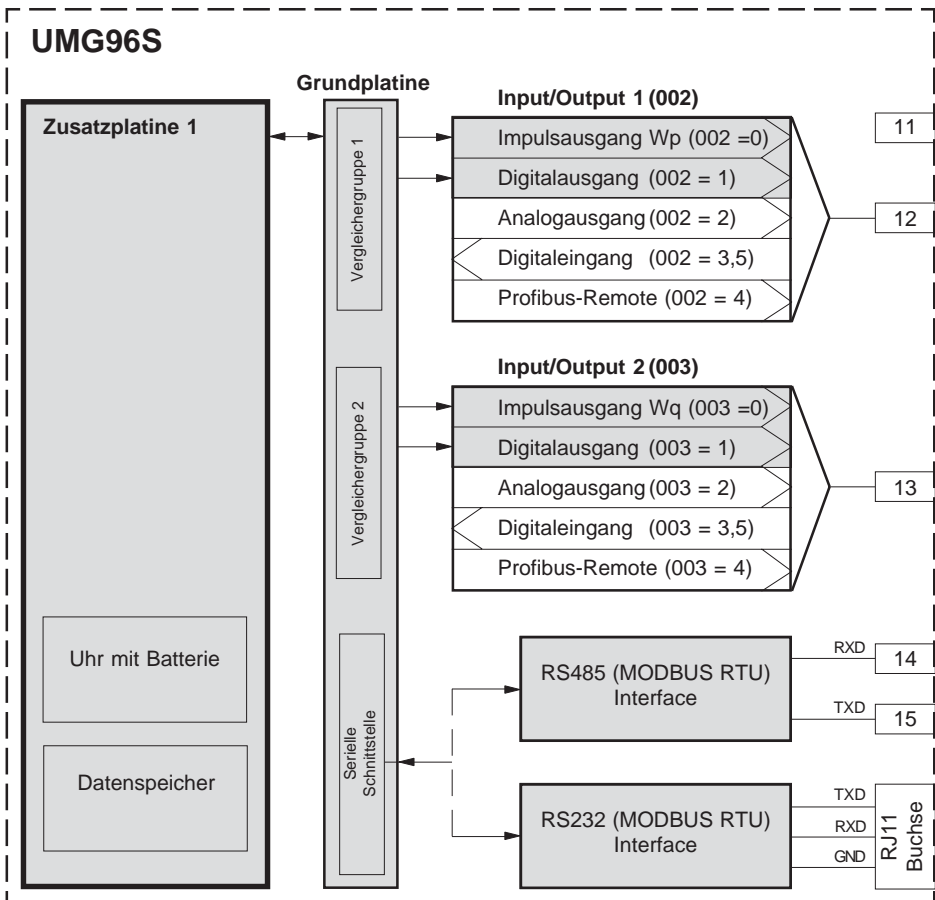 UMG96S
Grundplatine
Zusatzplatine 1
Uhr mit Batterie
Datenspeicher
Vergleichergruppe 1
Vergleichergruppe 2
Serielle
Schnittstelle
Input/Output 1 (002)
Impulsausgang Wp (002 =0)
Digitalausgang (002 = 1)
Analogausgang (002 = 2)
Digitaleingang (002 = 3,5)
Profibus-Remote (002 = 4)
11
12
Input/Output 2 (003)
Impulsausgang Wq (003 =0)
Digitalausgang (003 = 1)
Analogausgang (003 = 2)
Digitaleingang (003 = 3,5)
Profibus-Remote (003 = 4)
13
RS485 (MODBUS RTU)
Interface
RXD
14
TXD
15
RS232 (MODBUS RTU)
Interface
TXD
RXD
GND
RJ11
Buchse